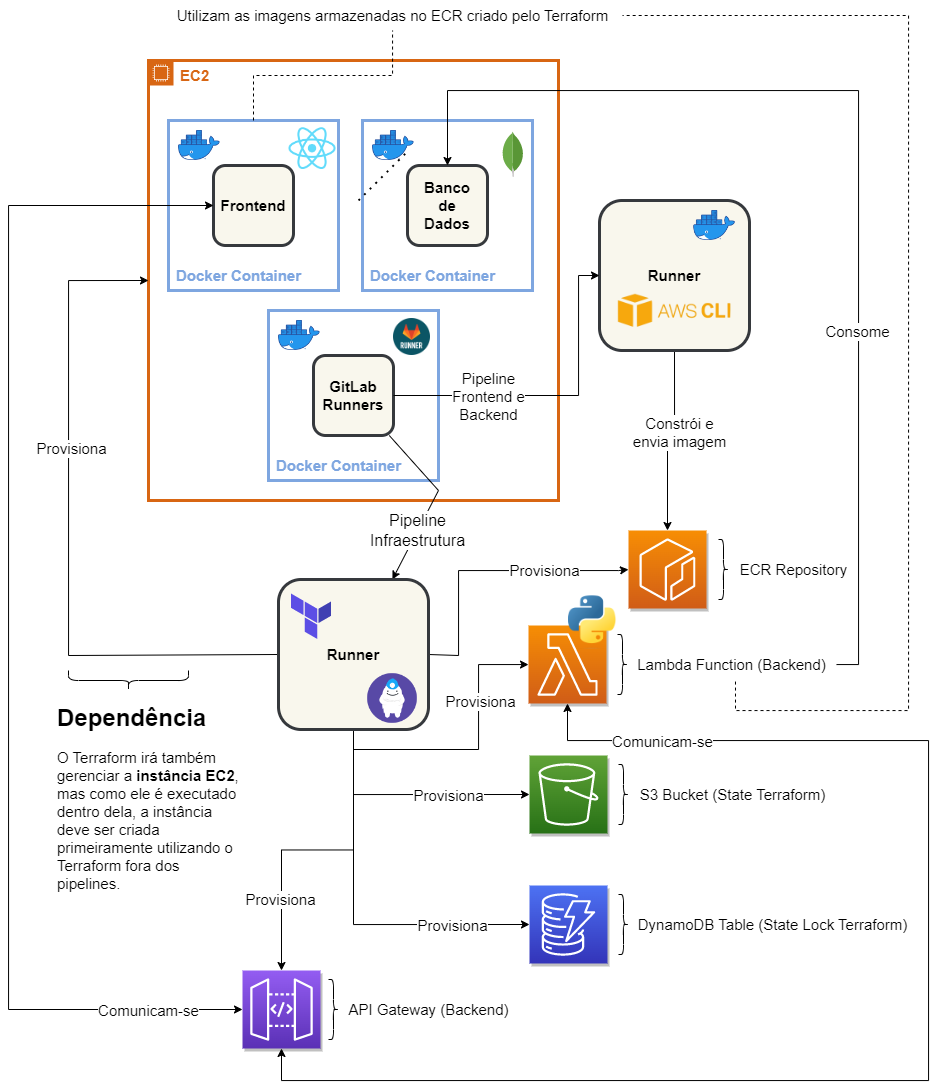 Utilizam as imagens armazenadas no ECR criado pelo Terraform
EC2
Frontend
Docker Container
Banco
de
Dados
Docker Container
Runner
AWS CLI
Consome
RUNNER
GitLab
Runners
Docker Container
Pipeline
Frontend e
Backend
Constrói e
envia imagem
Provisiona
Pipeline
Infraestrutura
Provisiona
ECR Repository
Runner
Lambda Function (Backend)
Provisiona
Dependência
O Terraform irá também
gerenciar a instância EC2,
mas como ele é executado
dentro dela, a instância
deve ser criada
primeiramente utilizando o
Terraform fora dos
pipelines.
Comunicam-se
Provisiona
S3 Bucket (State Terraform)
Provisiona
Provisiona
DynamoDB Table (State Lock Terraform)
Comunicam-se
</>
API Gateway (Backend)